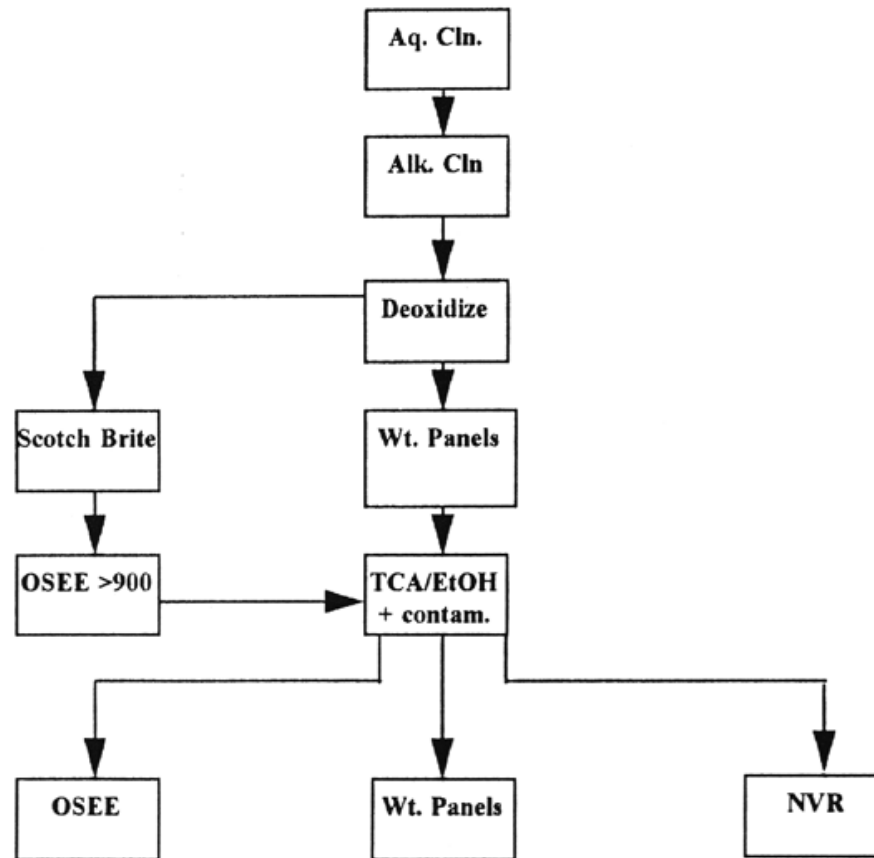 Aq. Cln.
Alk. Cln
Deoxidize
Scotch Brite
Wt. Panels
OSEE >900
TCA/EtOH
+ contam.
OSEE
Wt. Panels
NVR